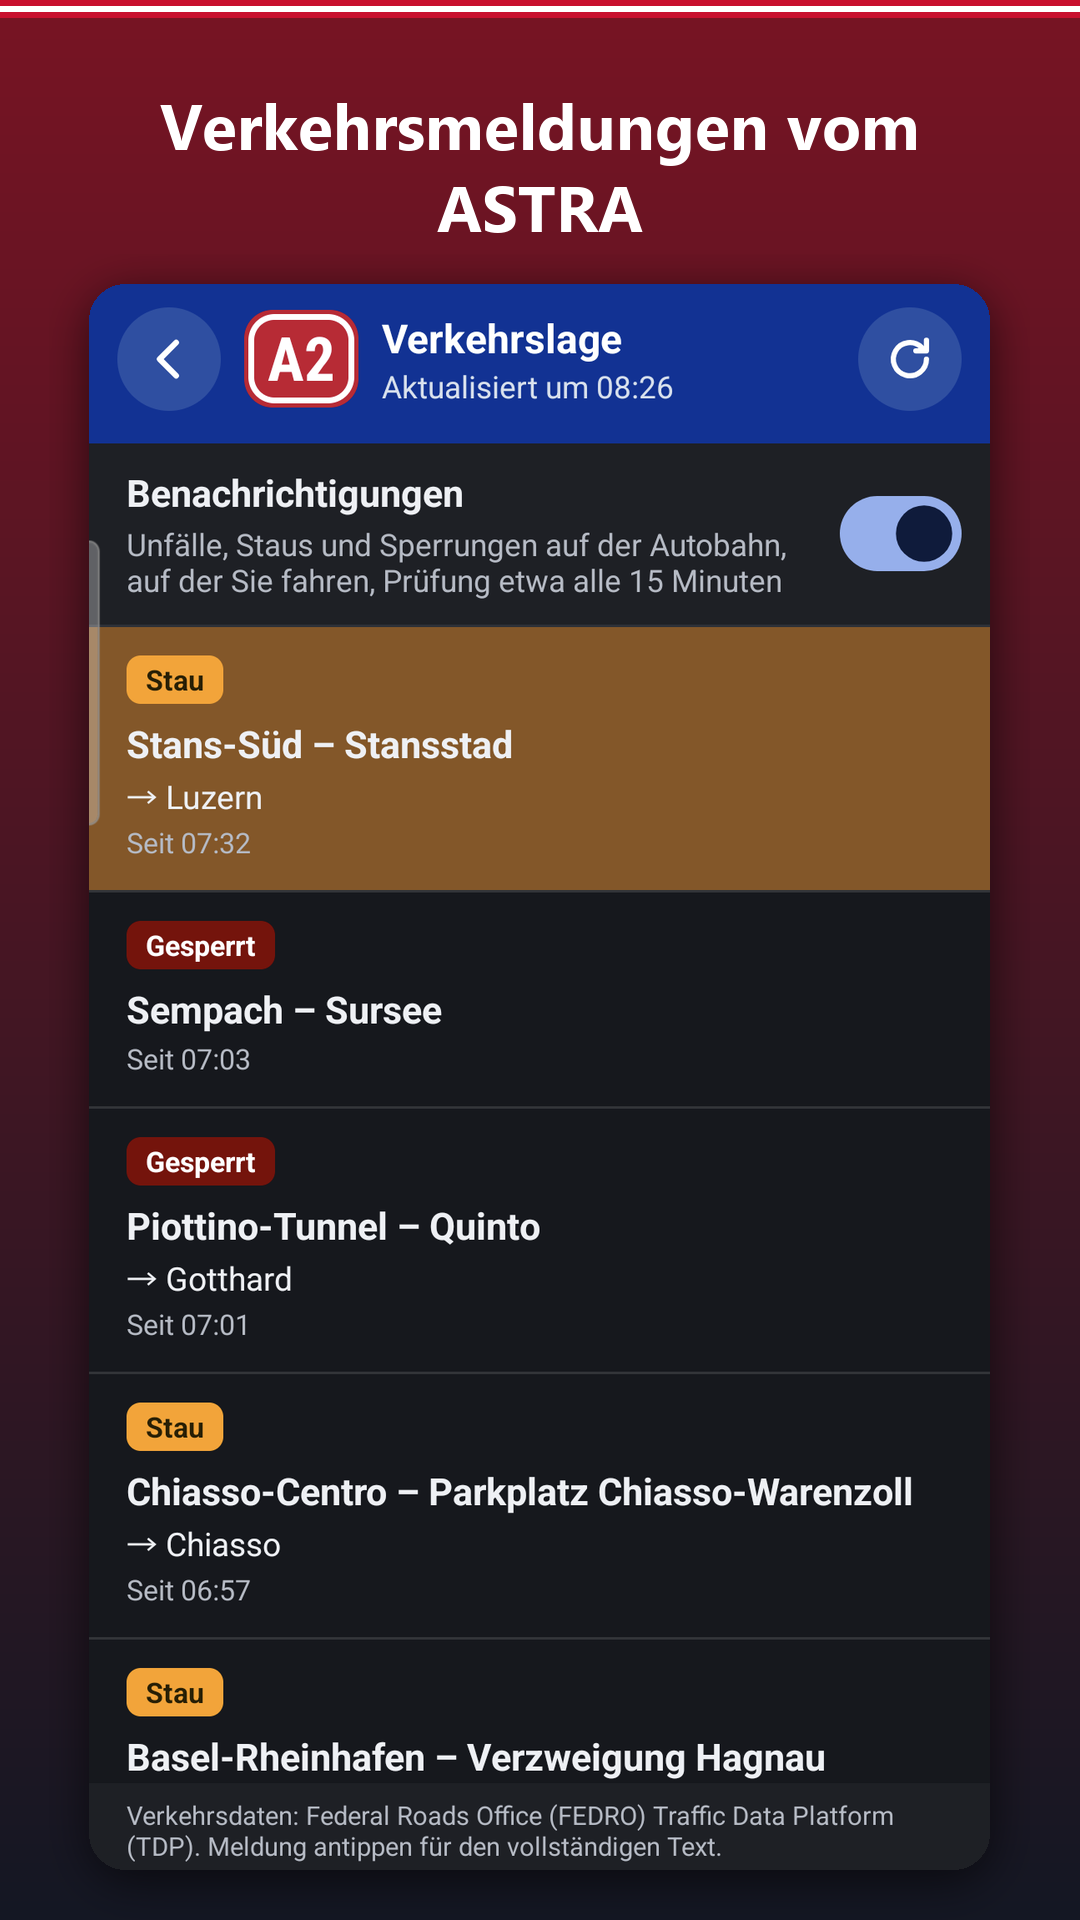 Verkehrsmeldungen vom
ASTRA
A2
Verkehrslage
Aktualisiert um 08:26
Benachrichtigungen
Unfälle, Staus und Sperrungen auf der Autobahn,
auf der Sie fahren, Prüfung etwa alle 15 Minuten
Stau
Stans-Süd – Stansstad
→ Luzern
Seit 07:32
Gesperrt
Sempach – Sursee
Seit 07:03
Gesperrt
Piottino-Tunnel – Quinto
→ Gotthard
Seit 07:01
Stau
Chiasso-Centro – Parkplatz Chiasso-Warenzoll
→ Chiasso
Seit 06:57
Stau
Basel-Rheinhafen – Verzweigung Hagnau
Verkehrsdaten: Federal Roads Office (FEDRO) Traffic Data Platform
(TDP). Meldung antippen für den vollständigen Text.